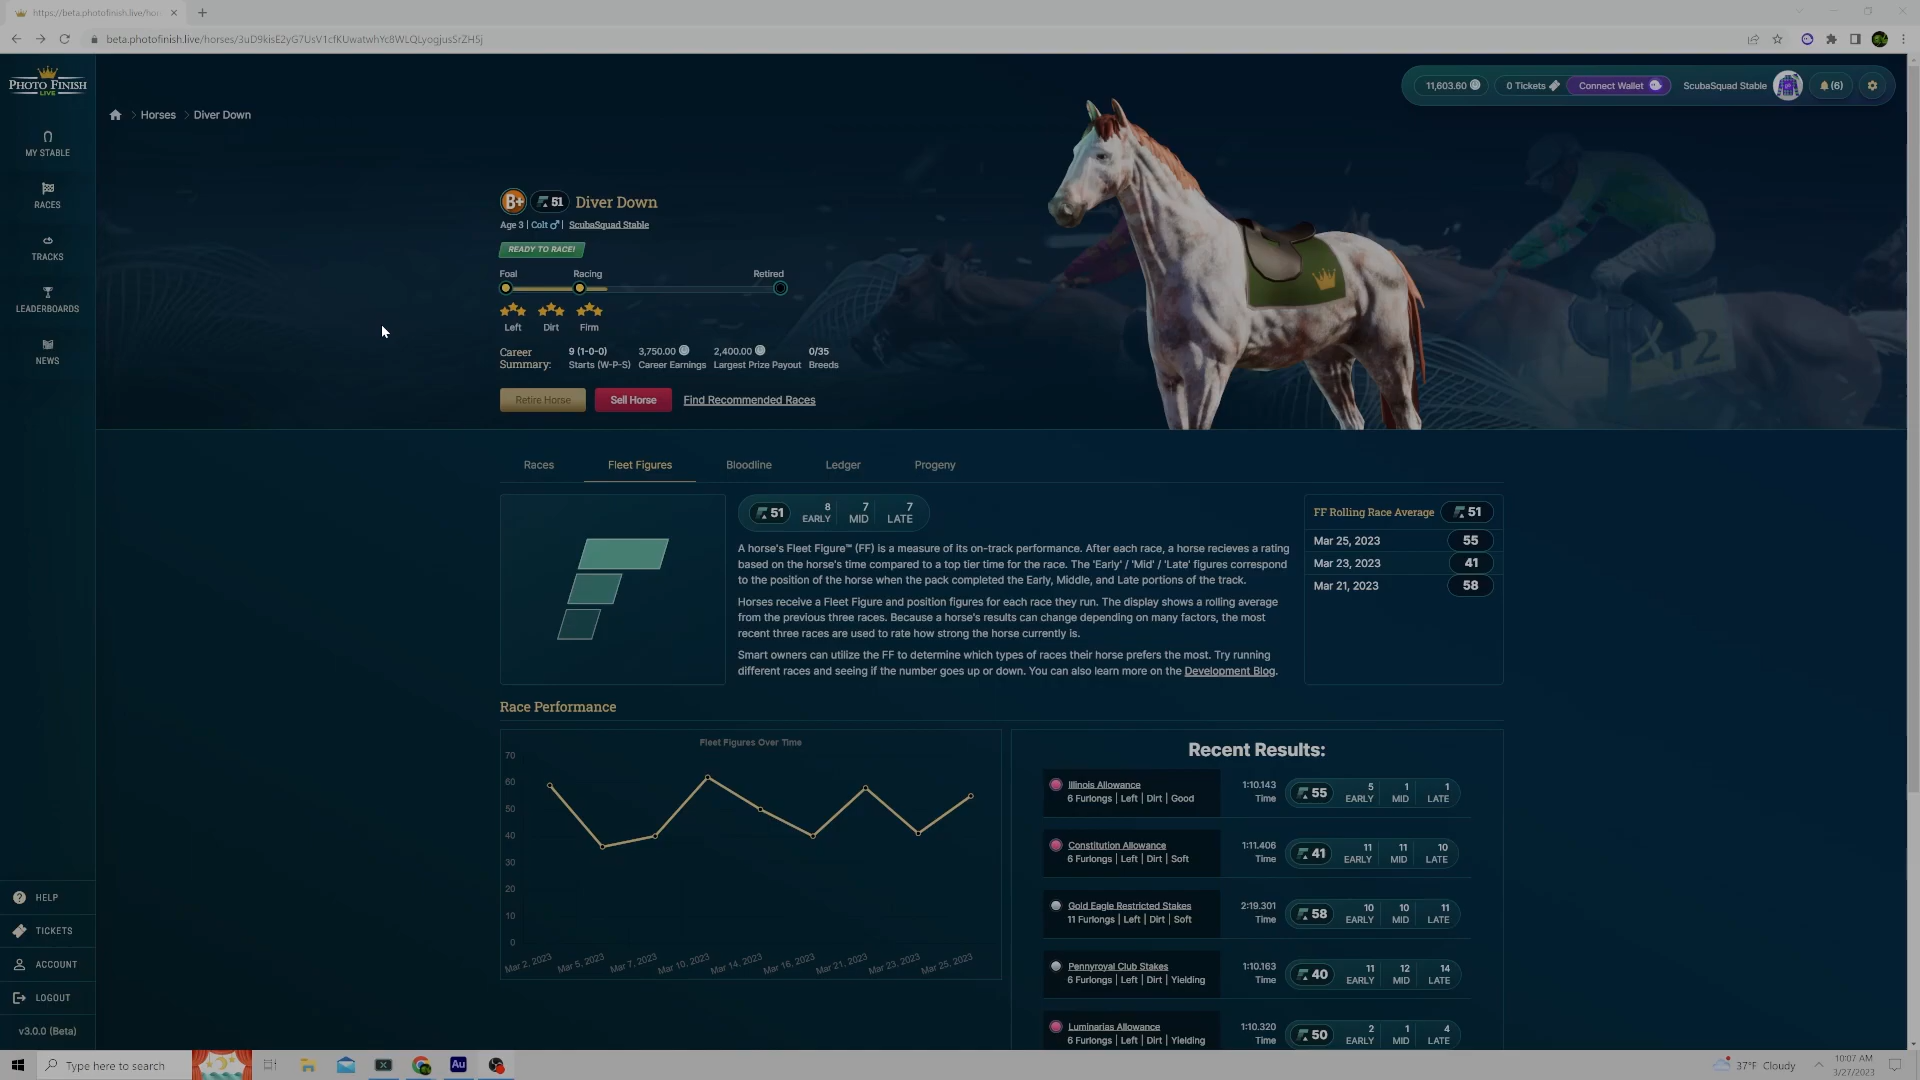 https://beta.photofinish.live/hor
beta.photofinish.live/horses/3uD9kisE2yG7UsV1cfKUwatwhYc8WLQLyogjusSrZH5j
PHOTO FINISH
LIVE
MY STABLE
RACES
TRACKS
LEADERBOARDS
NEWS
HELP
TICKETS
ACCOUNT
LOGOUT
v3.0.0 (Beta)
11,603.60
0 Tickets
Connect Wallet
ScubaSquad Stable
(6)
Horses > Diver Down
B+ 51 Diver Down
Age 3 | Colt ♂ | ScubaSquad Stable
READY TO RACE!
Foal Racing Retired
Left Dirt Firm
Career Summary:
9 (1-0-0) 3,750.00 2,400.00 0/35
Starts (W-P-S) Career Earnings Largest Prize Payout Breeds
Retire Horse Sell Horse Find Recommended Races
Races Fleet Figures Bloodline Ledger Progeny
51 8 7 7
EARLY MID LATE
A horse's Fleet Figure™ (FF) is a measure of its on-track performance. After each race, a horse recieves a rating
based on the horse's time compared to a top tier time for the race. The 'Early' / 'Mid' / 'Late' figures correspond
to the position of the horse when the pack completed the Early, Middle, and Late portions of the track.
Horses receive a Fleet Figure and position figures for each race they run. The display shows a rolling average
from the previous three races. Because a horse's results can change depending on many factors, the most
recent three races are used to rate how strong the horse currently is.
Smart owners can utilize the FF to determine which types of races their horse prefers the most. Try running
different races and seeing if the number goes up or down. You can also learn more on the Development Blog.
FF Rolling Race Average 51
Mar 25, 2023 55
Mar 23, 2023 41
Mar 21, 2023 58
Race Performance
Fleet Figures Over Time
70
60
50
40
30
20
10
0
Mar 2, 2023 Mar 5, 2023 Mar 7, 2023 Mar 10, 2023 Mar 14, 2023 Mar 16, 2023 Mar 21, 2023 Mar 23, 2023 Mar 25, 2023
Recent Results:
Illinois Allowance 1:10.143 55 5 1 1
6 Furlongs | Left | Dirt | Good Time EARLY MID LATE
Constitution Allowance 1:11.406 41 11 11 10
6 Furlongs | Left | Dirt | Soft Time EARLY MID LATE
Gold Eagle Restricted Stakes 2:19.301 58 10 10 11
11 Furlongs | Left | Dirt | Soft Time EARLY MID LATE
Pennyroyal Club Stakes 1:10.163 40 11 12 14
6 Furlongs | Left | Dirt | Yielding Time EARLY MID LATE
Luminarias Allowance 1:10.320 50 2 1 4
6 Furlongs | Left | Dirt | Yielding Time EARLY MID LATE
Type here to search
Au
37°F Cloudy
10:07 AM
3/27/2023